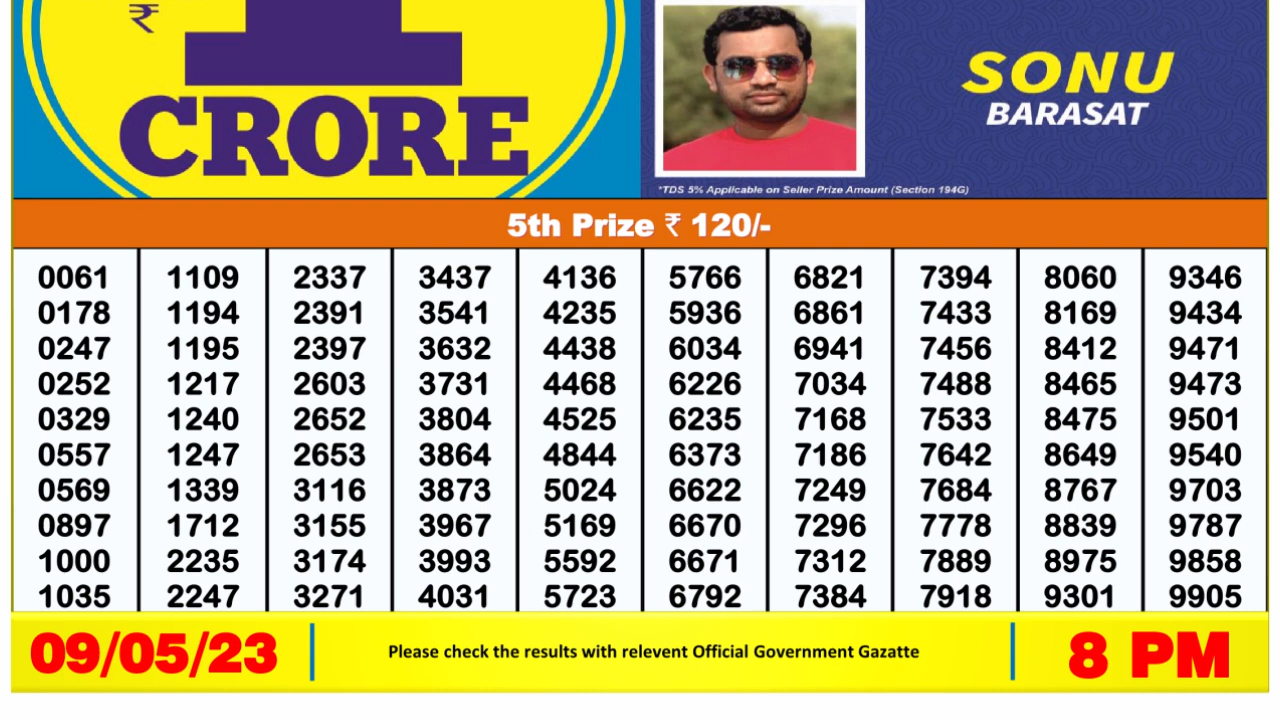 ₹ 1
CRORE
SONU
BARASAT
*TDS 5% Applicable on Seller Prize Amount (Section 194G)
5th Prize ₹ 120/-
0061 1109 2337 3437 4136 5766 6821 7394 8060 9346
0178 1194 2391 3541 4235 5936 6861 7433 8169 9434
0247 1195 2397 3632 4438 6034 6941 7456 8412 9471
0252 1217 2603 3731 4468 6226 7034 7488 8465 9473
0329 1240 2652 3804 4525 6235 7168 7533 8475 9501
0557 1247 2653 3864 4844 6373 7186 7642 8649 9540
0569 1339 3116 3873 5024 6622 7249 7684 8767 9703
0897 1712 3155 3967 5169 6670 7296 7778 8839 9787
1000 2235 3174 3993 5592 6671 7312 7889 8975 9858
1035 2247 3271 4031 5723 6792 7384 7918 9301 9905
09/05/23
Please check the results with relevent Official Government Gazatte
8 PM